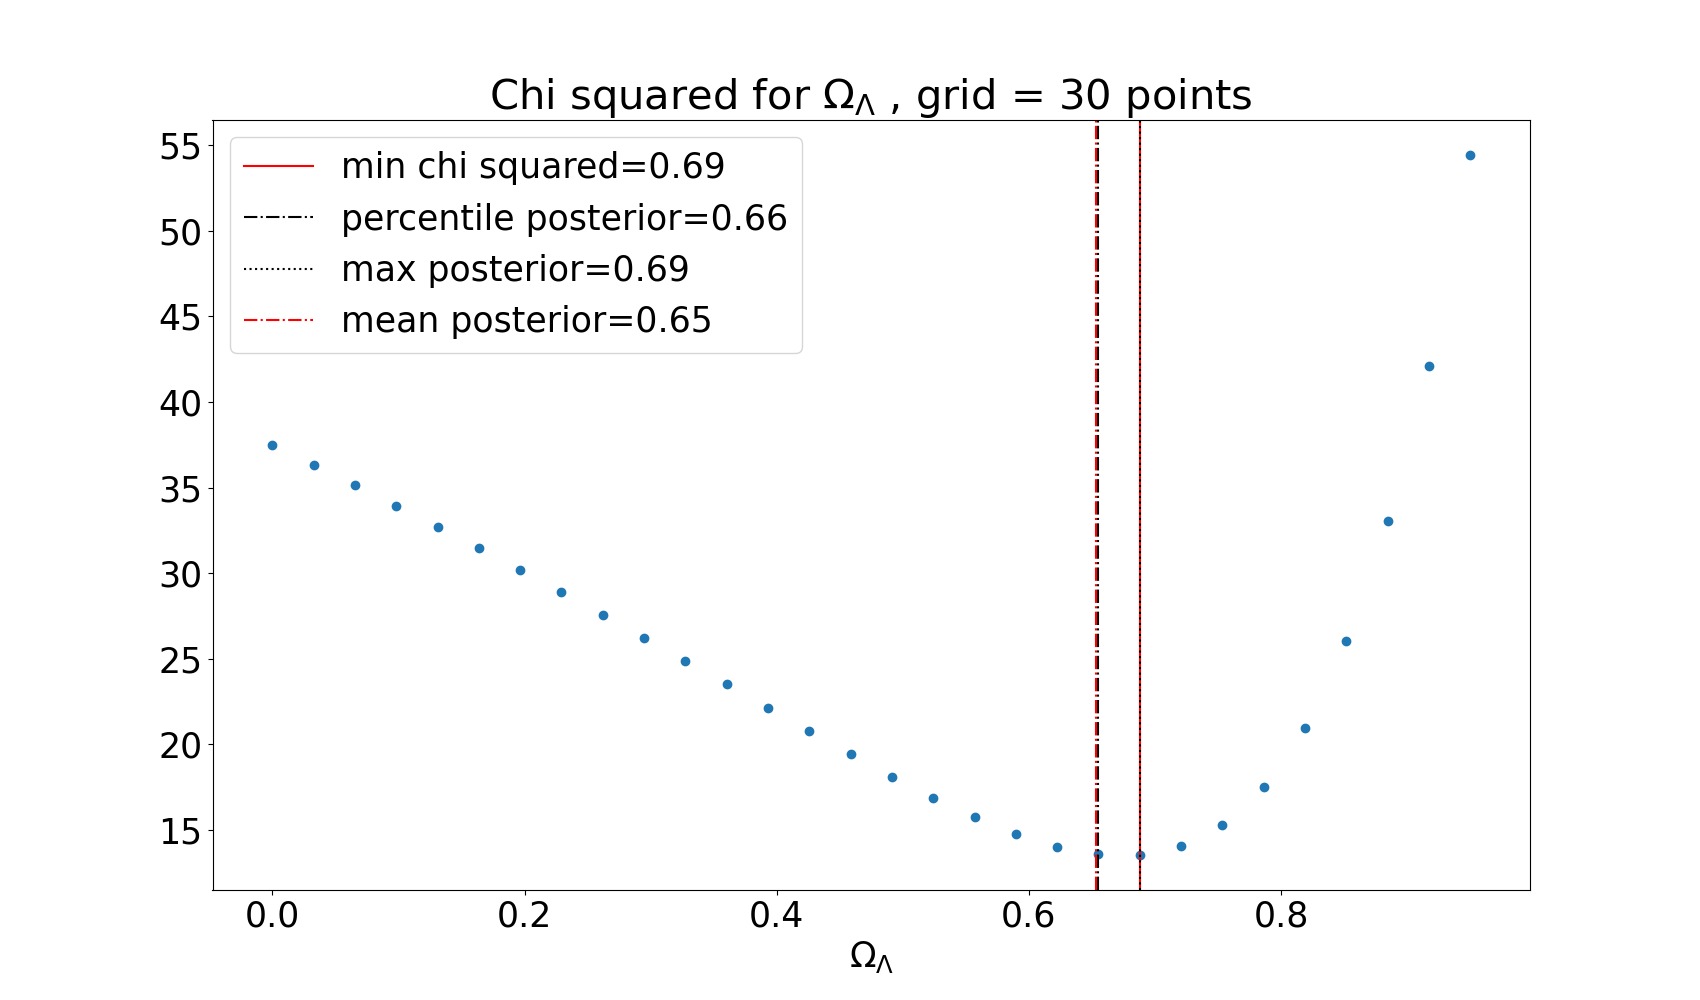 Chi squared for Ω_Λ , grid = 30 points
min chi squared=0.69
percentile posterior=0.66
max posterior=0.69
mean posterior=0.65
55
50
45
40
35
30
25
20
15
0.0 0.2 0.4 0.6 0.8
Ω_Λ